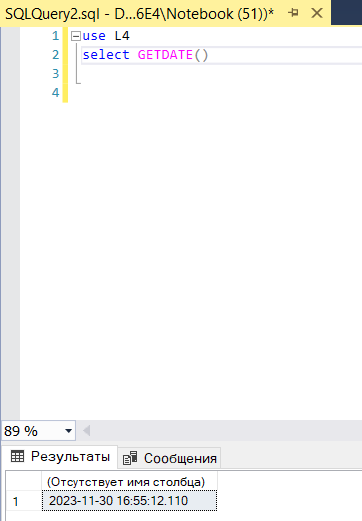 SQLQuery2.sql - D...6E4\Notebook (51))*
1 use L4
2 select GETDATE()
3
4
89 %
Результаты Сообщения
(Отсутствует имя столбца)
1 2023-11-30 16:55:12.110